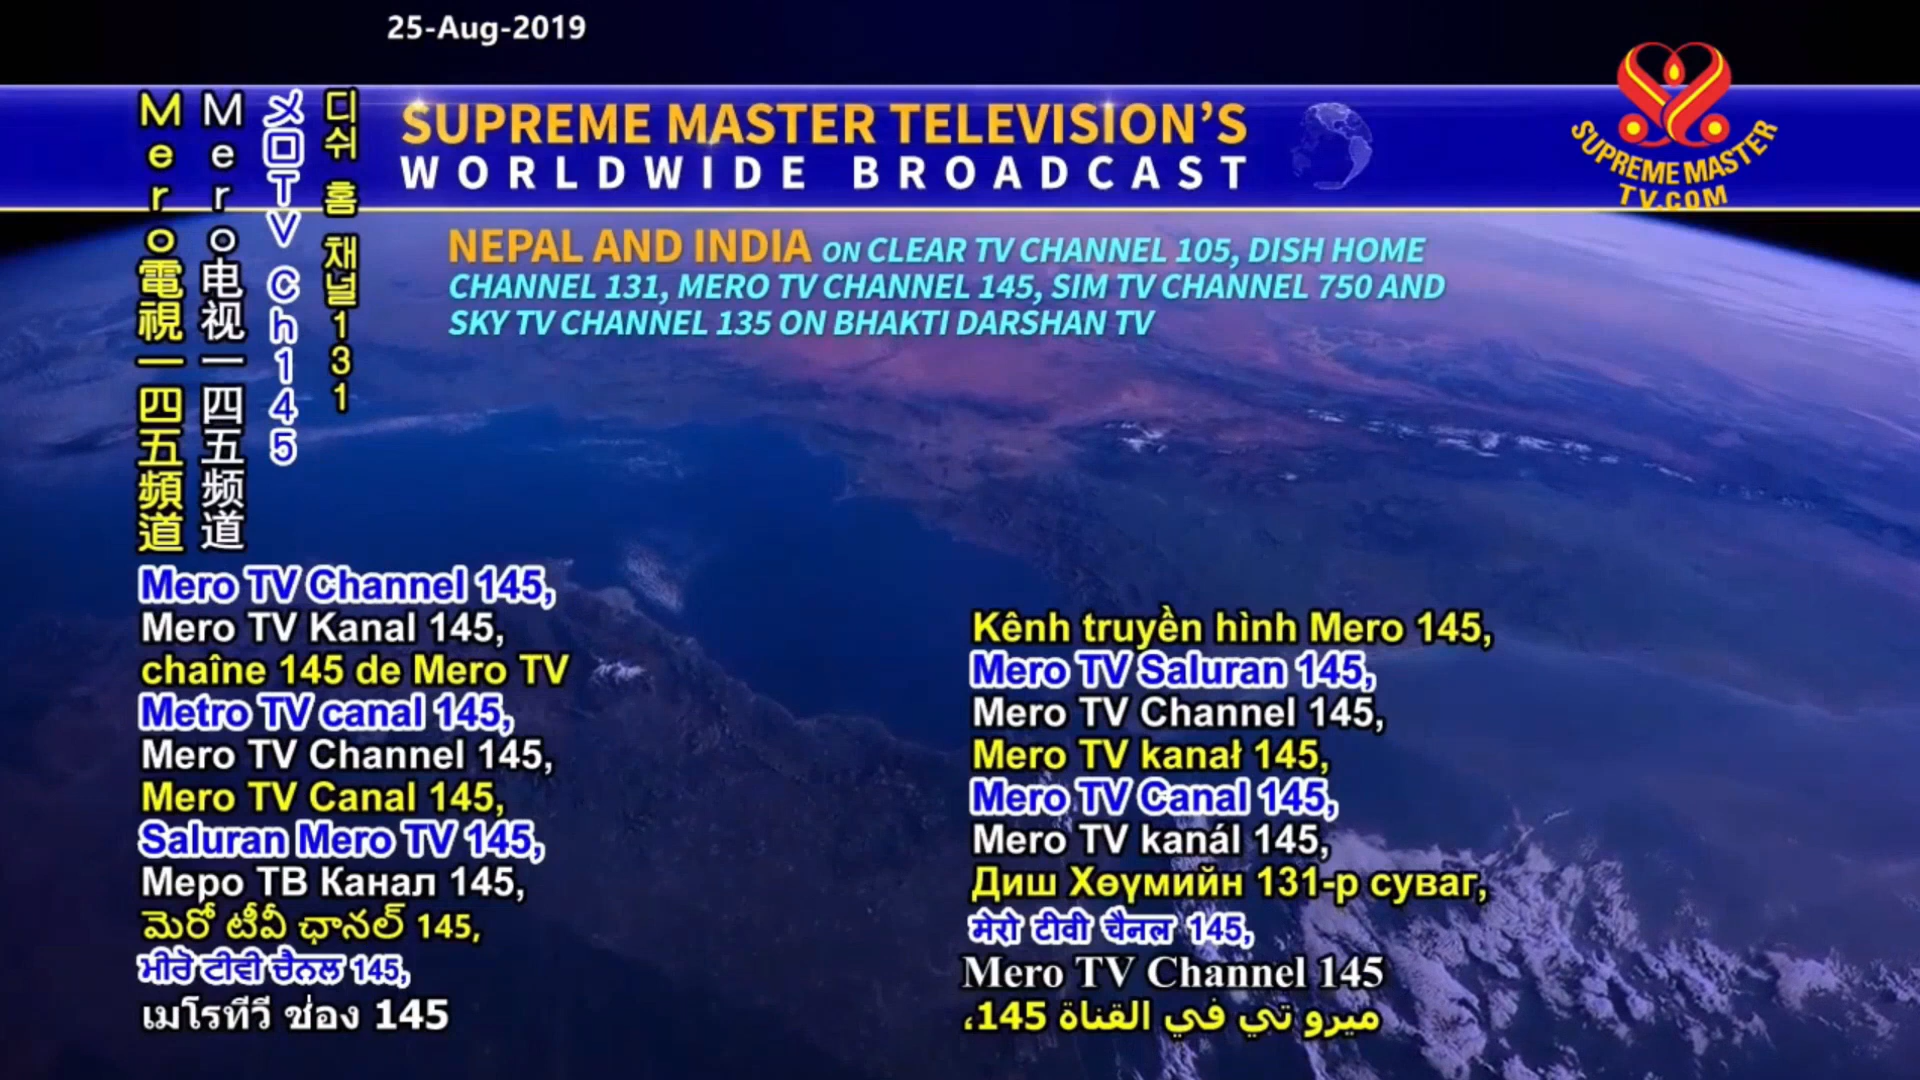 25-Aug-2019
SUPREME MASTER TELEVISION'S
WORLDWIDE BROADCAST
SUPREME MASTER
TV.COM
NEPAL AND INDIA ON CLEAR TV CHANNEL 105, DISH HOME
CHANNEL 131, MERO TV CHANNEL 145, SIM TV CHANNEL 750 AND
SKY TV CHANNEL 135 ON BHAKTI DARSHAN TV
Mero電視一四五頻道
Mero电视一四五频道
メロTV Ch145
디쉬 홈 채널131
Mero TV Channel 145,
Mero TV Kanal 145,
chaîne 145 de Mero TV
Metro TV canal 145,
Mero TV Channel 145,
Mero TV Canal 145,
Saluran Mero TV 145,
Меро ТВ Канал 145,
మెరో టీవీ ఛానల్ 145,
ਮੀਰੋ ਟੀਵੀ ਚੈਨਲ 145,
เมโรทีวี ช่อง 145
Kênh truyền hình Mero 145,
Mero TV Saluran 145,
Mero TV Channel 145,
Mero TV kanał 145,
Mero TV Canal 145,
Mero TV kanál 145,
Диш Хөүмийн 131-р суваг,
मेरो टीवी चैनल 145,
Mero TV Channel 145
ميرو تي في القناة 145،